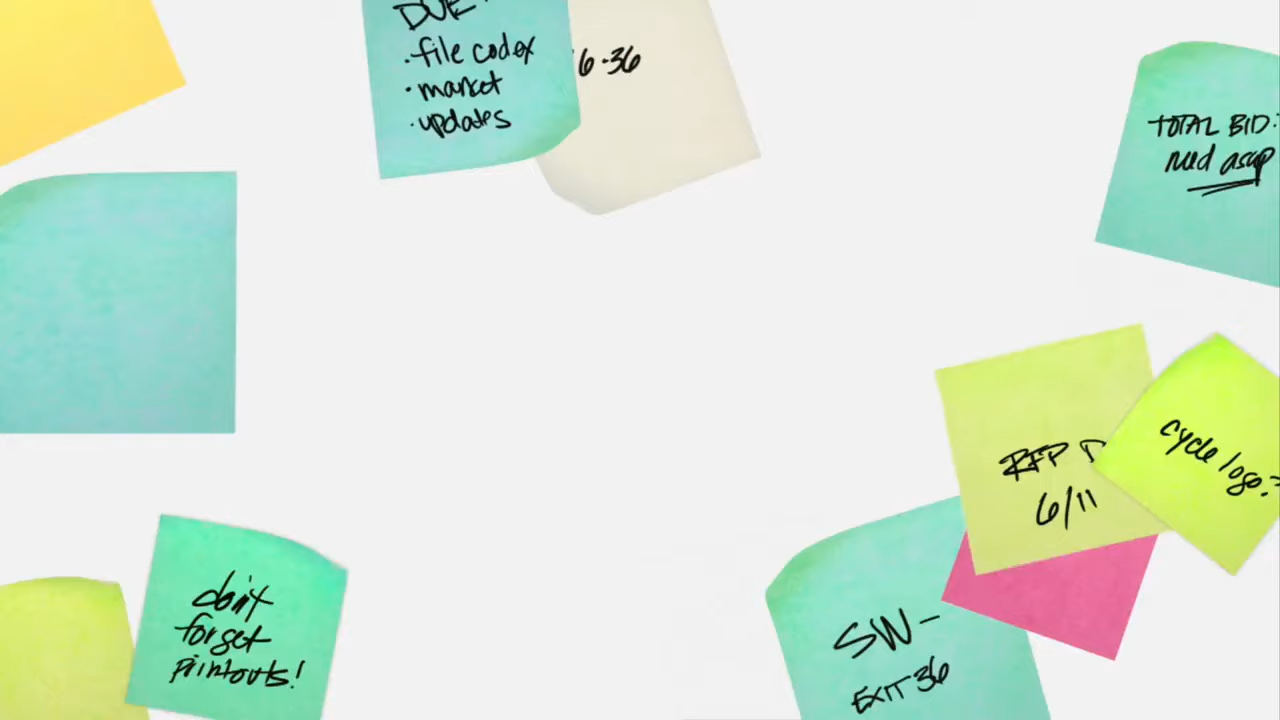 DUE:
· file codex
· market
· updates
6·36
TOTAL BID:
need asap
RFP D
6/11
cycle logo?
don't
forget
printouts!
SW-
EXIT 36